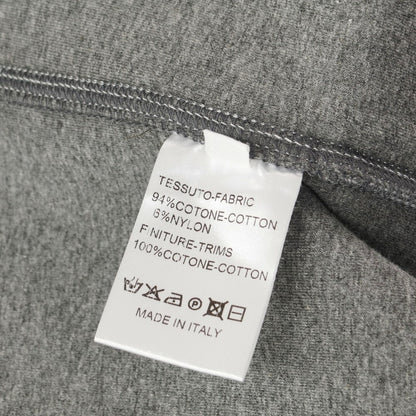 TESSUTO-FABRIC
94%COTONE-COTTON
6%NYLON
FINITURE-TRIMS
100%COTONE-COTTON
MADE IN ITALY